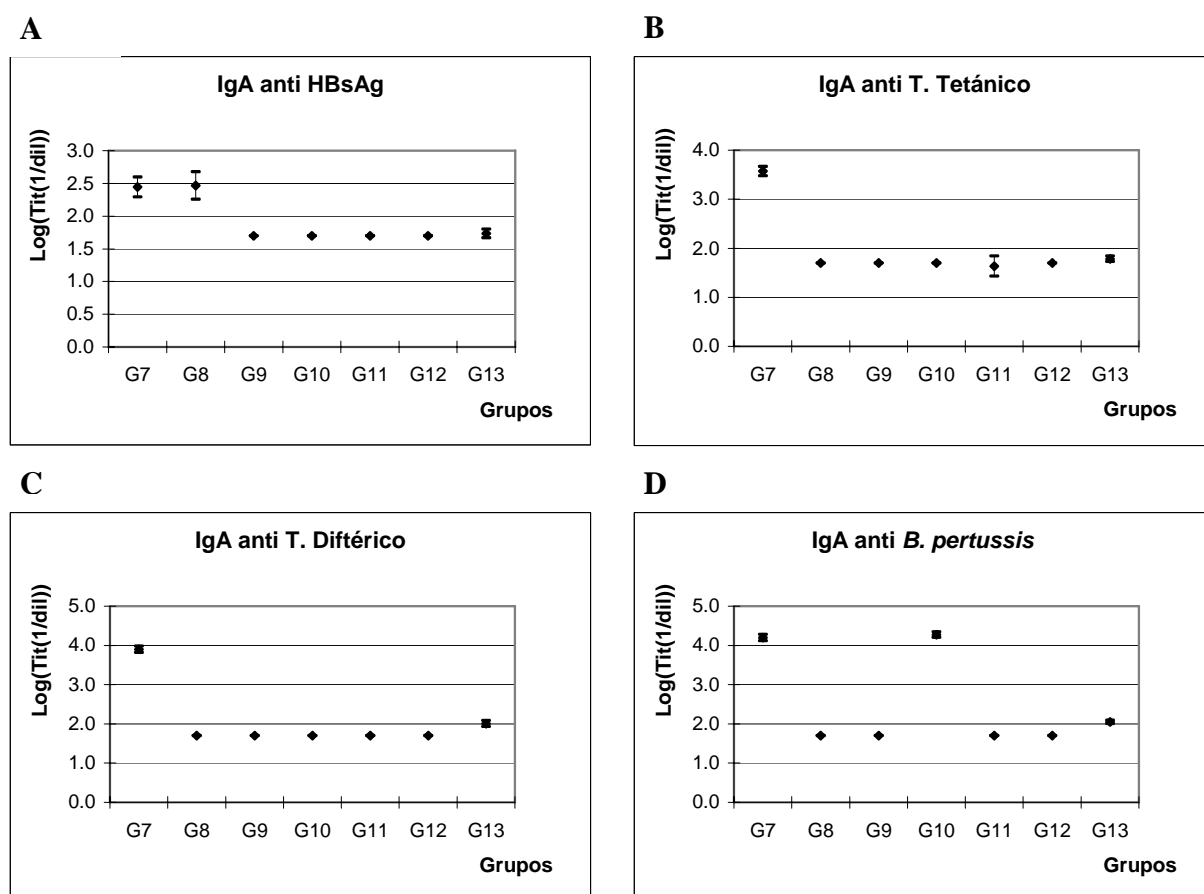 A
IgA anti HBsAg
Log(Tit(1/dil))
3.0
2.5
2.0
1.5
1.0
0.5
0.0
G7 G8 G9 G10 G11 G12 G13
Grupos
B
IgA anti T. Tetánico
Log(Tit(1/dil))
4.0
3.0
2.0
1.0
0.0
G7 G8 G9 G10 G11 G12 G13
Grupos
C
IgA anti T. Diftérico
Log(Tit(1/dil))
5.0
4.0
3.0
2.0
1.0
0.0
G7 G8 G9 G10 G11 G12 G13
Grupos
D
IgA anti B. pertussis
Log(Tit(1/dil))
5.0
4.0
3.0
2.0
1.0
0.0
G7 G8 G9 G10 G11 G12 G13
Grupos